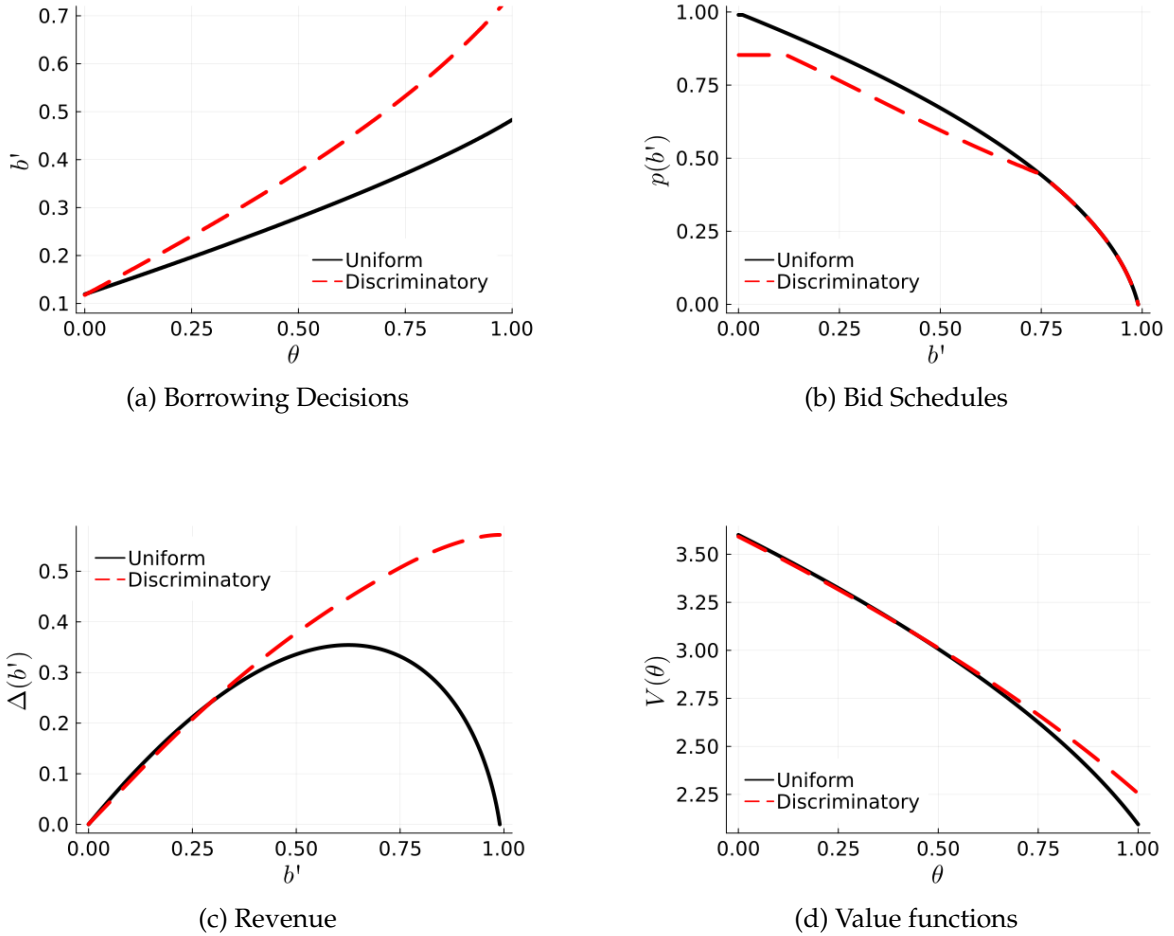 0.7
0.6
0.5
0.4
0.3
0.2
0.1
b'
Uniform
Discriminatory
0.00 0.25 0.50 0.75 1.00
θ
(a) Borrowing Decisions
1.00
0.75
0.50
0.25
0.00
p(b')
Uniform
Discriminatory
0.00 0.25 0.50 0.75 1.00
b'
(b) Bid Schedules
0.5
0.4
0.3
0.2
0.1
0.0
Δ(b')
Uniform
Discriminatory
0.00 0.25 0.50 0.75 1.00
b'
(c) Revenue
3.50
3.25
3.00
2.75
2.50
2.25
V(θ)
Uniform
Discriminatory
0.00 0.25 0.50 0.75 1.00
θ
(d) Value functions